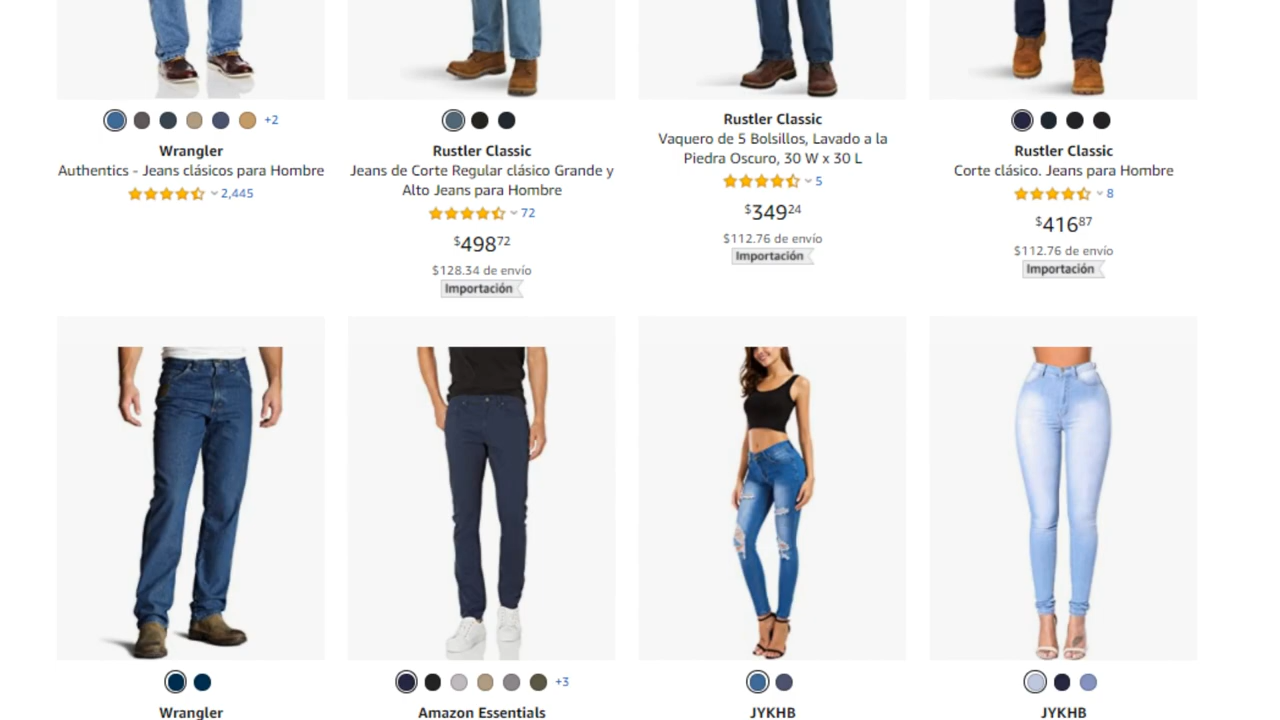 +2
Wrangler
Authentics - Jeans clásicos para Hombre
2,445
Rustler Classic
Jeans de Corte Regular clásico Grande y
Alto Jeans para Hombre
72
$498.72
$128.34 de envío
Importación
Rustler Classic
Vaquero de 5 Bolsillos, Lavado a la
Piedra Oscuro, 30 W x 30 L
5
$349.24
$112.76 de envío
Importación
Rustler Classic
Corte clásico. Jeans para Hombre
8
$416.87
$112.76 de envío
Importación
Wrangler
+3
Amazon Essentials
JYKHB
JYKHB